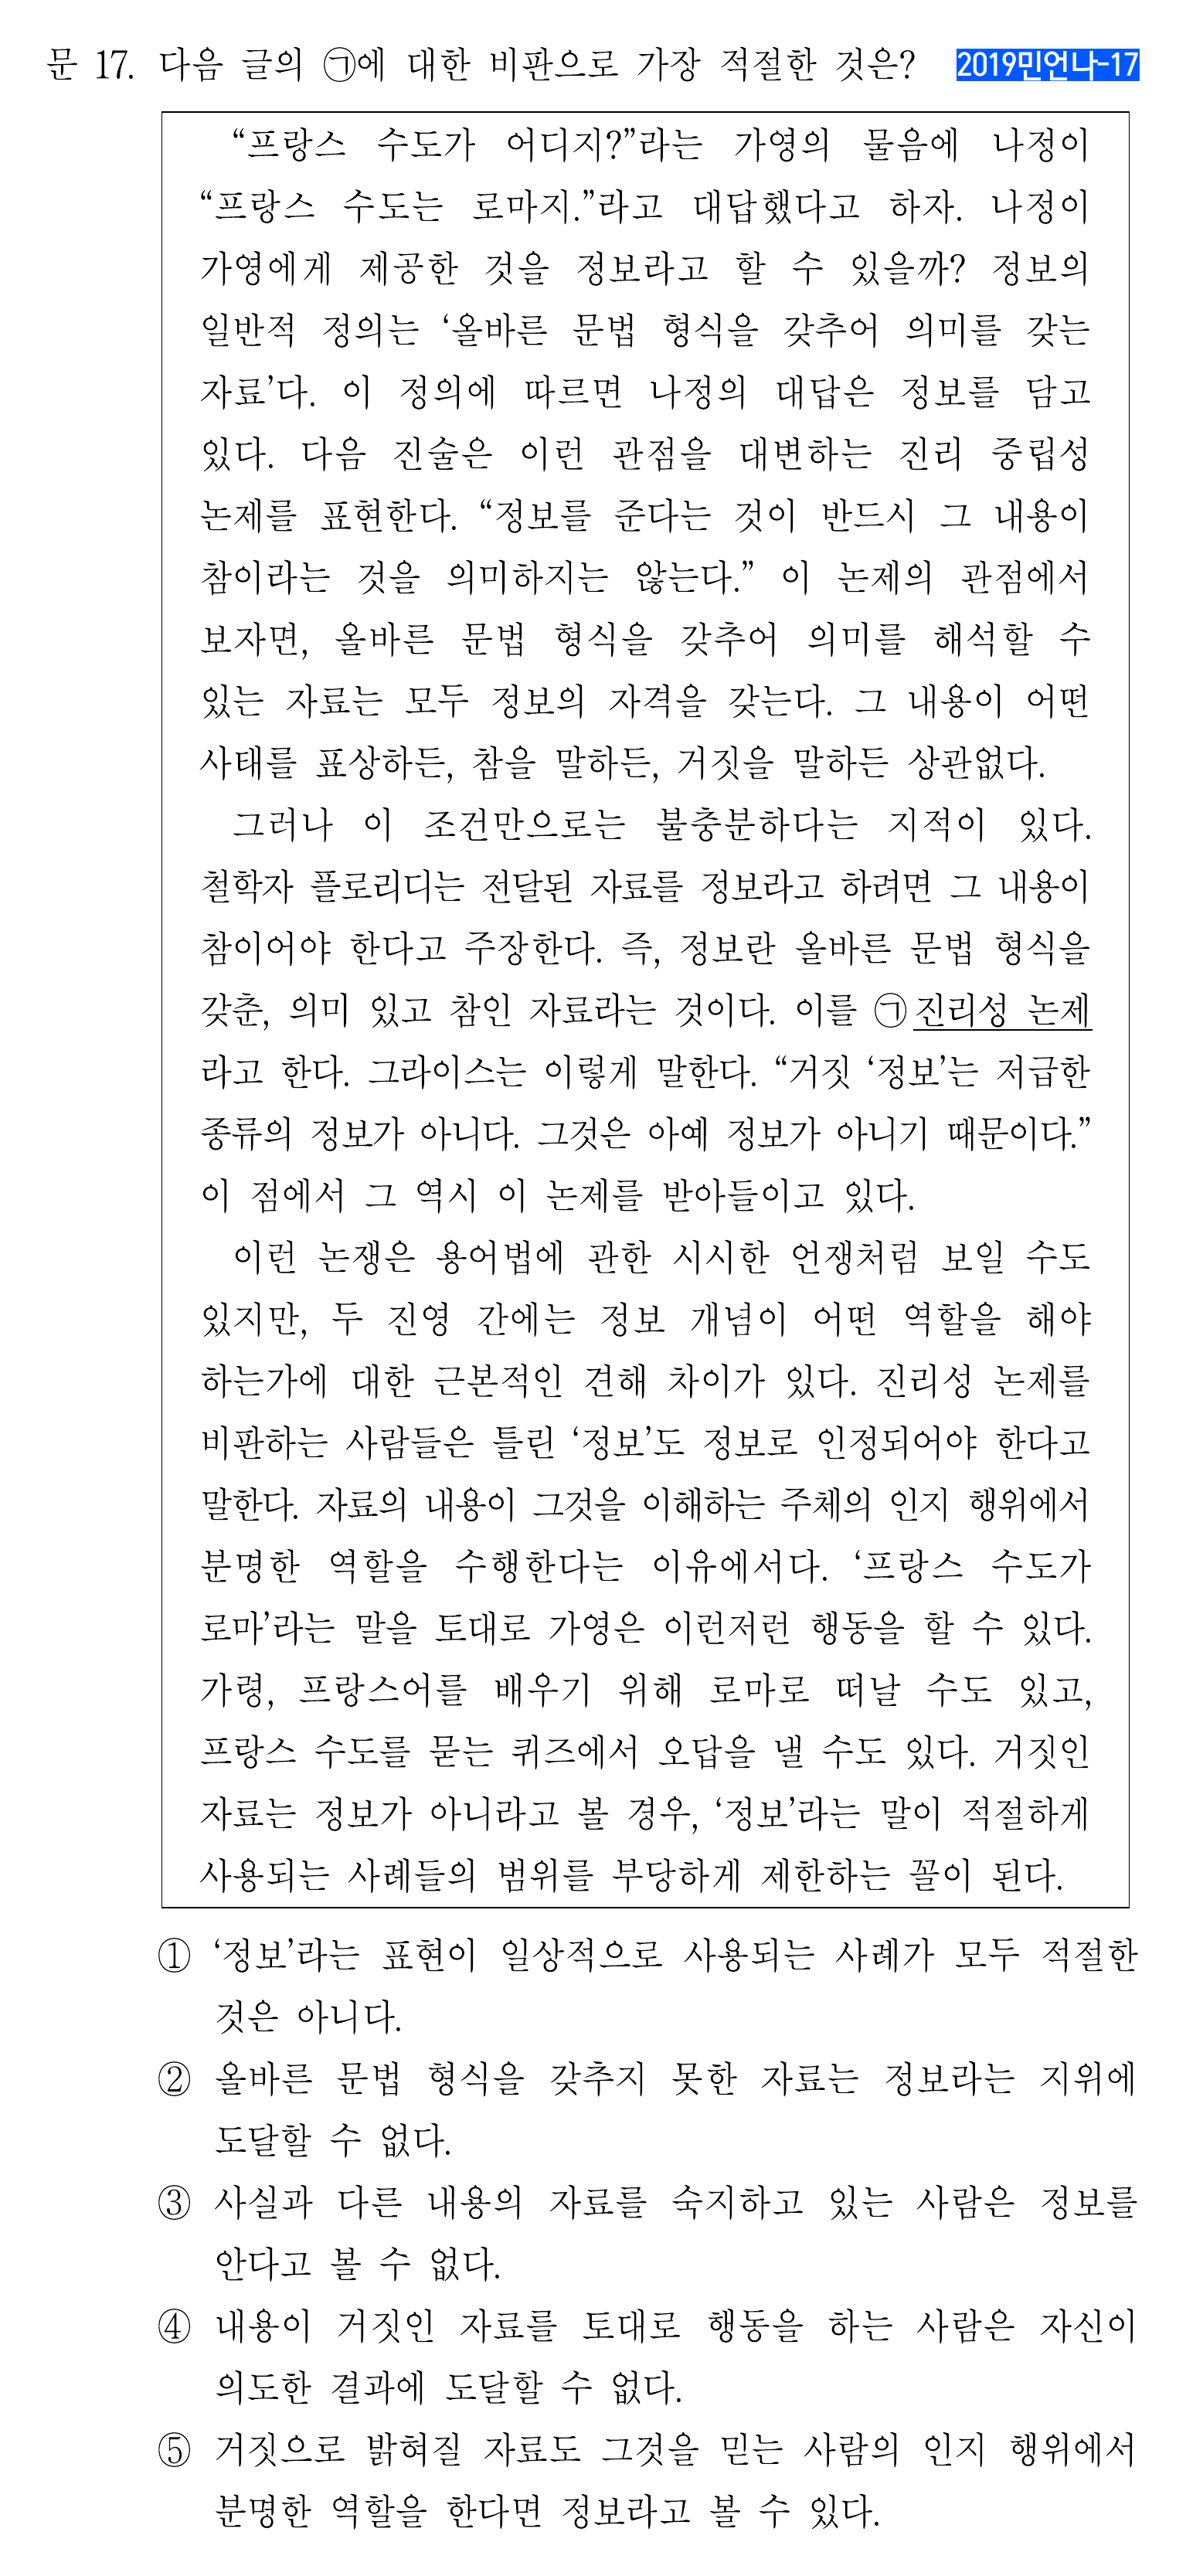 문 17. 다음 글의 ㉠에 대한 비판으로 가장 적절한 것은? 2019민언나-17
“프랑스 수도가 어디지?”라는 가영의 물음에 나정이
“프랑스 수도는 로마지.”라고 대답했다고 하자. 나정이
가영에게 제공한 것을 정보라고 할 수 있을까? 정보의
일반적 정의는 ‘올바른 문법 형식을 갖추어 의미를 갖는
자료’다. 이 정의에 따르면 나정의 대답은 정보를 담고
있다. 다음 진술은 이런 관점을 대변하는 진리 중립성
논제를 표현한다. “정보를 준다는 것이 반드시 그 내용이
참이라는 것을 의미하지는 않는다.” 이 논제의 관점에서
보자면, 올바른 문법 형식을 갖추어 의미를 해석할 수
있는 자료는 모두 정보의 자격을 갖는다. 그 내용이 어떤
사태를 표상하든, 참을 말하든, 거짓을 말하든 상관없다.
그러나 이 조건만으로는 불충분하다는 지적이 있다.
철학자 플로리디는 전달된 자료를 정보라고 하려면 그 내용이
참이어야 한다고 주장한다. 즉, 정보란 올바른 문법 형식을
갖춘, 의미 있고 참인 자료라는 것이다. 이를 ㉠진리성 논제
라고 한다. 그라이스는 이렇게 말한다. “거짓 ‘정보’는 저급한
종류의 정보가 아니다. 그것은 아예 정보가 아니기 때문이다.”
이 점에서 그 역시 이 논제를 받아들이고 있다.
이런 논쟁은 용어법에 관한 시시한 언쟁처럼 보일 수도
있지만, 두 진영 간에는 정보 개념이 어떤 역할을 해야
하는가에 대한 근본적인 견해 차이가 있다. 진리성 논제를
비판하는 사람들은 틀린 ‘정보’도 정보로 인정되어야 한다고
말한다. 자료의 내용이 그것을 이해하는 주체의 인지 행위에서
분명한 역할을 수행한다는 이유에서다. ‘프랑스 수도가
로마’라는 말을 토대로 가영은 이런저런 행동을 할 수 있다.
가령, 프랑스어를 배우기 위해 로마로 떠날 수도 있고,
프랑스 수도를 묻는 퀴즈에서 오답을 낼 수도 있다. 거짓인
자료는 정보가 아니라고 볼 경우, ‘정보’라는 말이 적절하게
사용되는 사례들의 범위를 부당하게 제한하는 꼴이 된다.
① ‘정보’라는 표현이 일상적으로 사용되는 사례가 모두 적절한
것은 아니다.
② 올바른 문법 형식을 갖추지 못한 자료는 정보라는 지위에
도달할 수 없다.
③ 사실과 다른 내용의 자료를 숙지하고 있는 사람은 정보를
안다고 볼 수 없다.
④ 내용이 거짓인 자료를 토대로 행동을 하는 사람은 자신이
의도한 결과에 도달할 수 없다.
⑤ 거짓으로 밝혀질 자료도 그것을 믿는 사람의 인지 행위에서
분명한 역할을 한다면 정보라고 볼 수 있다.